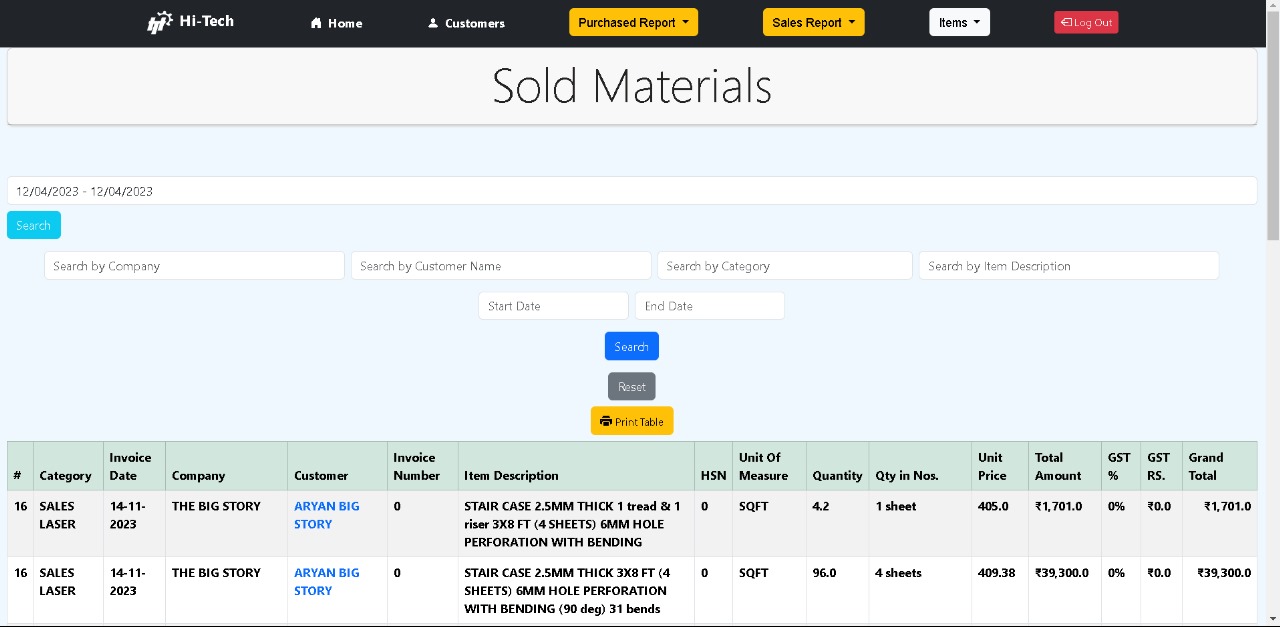 Hi-Tech Home Customers Purchased Report Sales Report Items Log Out
Sold Materials
12/04/2023 - 12/04/2023
Search
Search by Company Search by Customer Name Search by Category Search by Item Description
Start Date End Date
Search
Reset
Print Table
# Category Invoice Date Company Customer Invoice Number Item Description HSN Unit Of Measure Quantity Qty in Nos. Unit Price Total Amount GST % GST RS. Grand Total
16 SALES LASER 14-11-2023 THE BIG STORY ARYAN BIG STORY 0 STAIR CASE 2.5MM THICK 1 tread & 1 riser 3X8 FT (4 SHEETS) 6MM HOLE PERFORATION WITH BENDING 0 SQFT 4.2 1 sheet 405.0 ₹1,701.0 0% ₹0.0 ₹1,701.0
16 SALES LASER 14-11-2023 THE BIG STORY ARYAN BIG STORY 0 STAIR CASE 2.5MM THICK 3X8 FT (4 SHEETS) 6MM HOLE PERFORATION WITH BENDING (90 deg) 31 bends 0 SQFT 96.0 4 sheets 409.38 ₹39,300.0 0% ₹0.0 ₹39,300.0